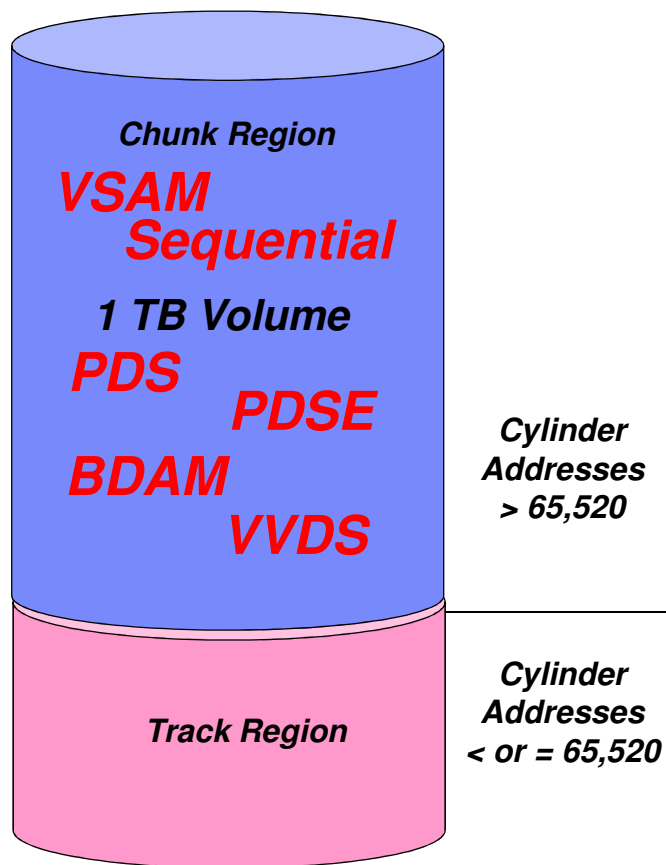 Chunk Region
VSAM
Sequential
1 TB Volume
PDS
PDSE
BDAM
VVDS
Cylinder
Addresses
> 65,520
Track Region
Cylinder
Addresses
< or = 65,520